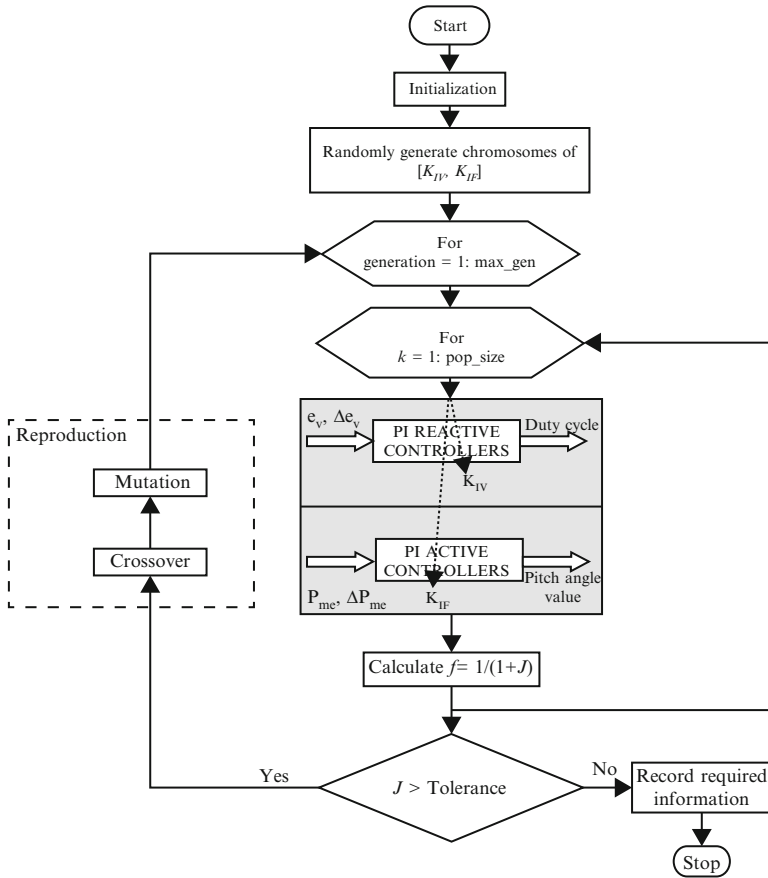 Start
Initialization
Randomly generate chromosomes of
[K_IV, K_IF]
For
generation = 1: max_gen
For
k = 1: pop_size
e_v, Δe_v
PI REACTIVE
CONTROLLERS
Duty cycle
K_IV
PI ACTIVE
CONTROLLERS
P_me, ΔP_me
K_IF
Pitch angle
value
Reproduction
Mutation
Crossover
Calculate f= 1/(1+J)
J > Tolerance
Yes
No
Record required
information
Stop